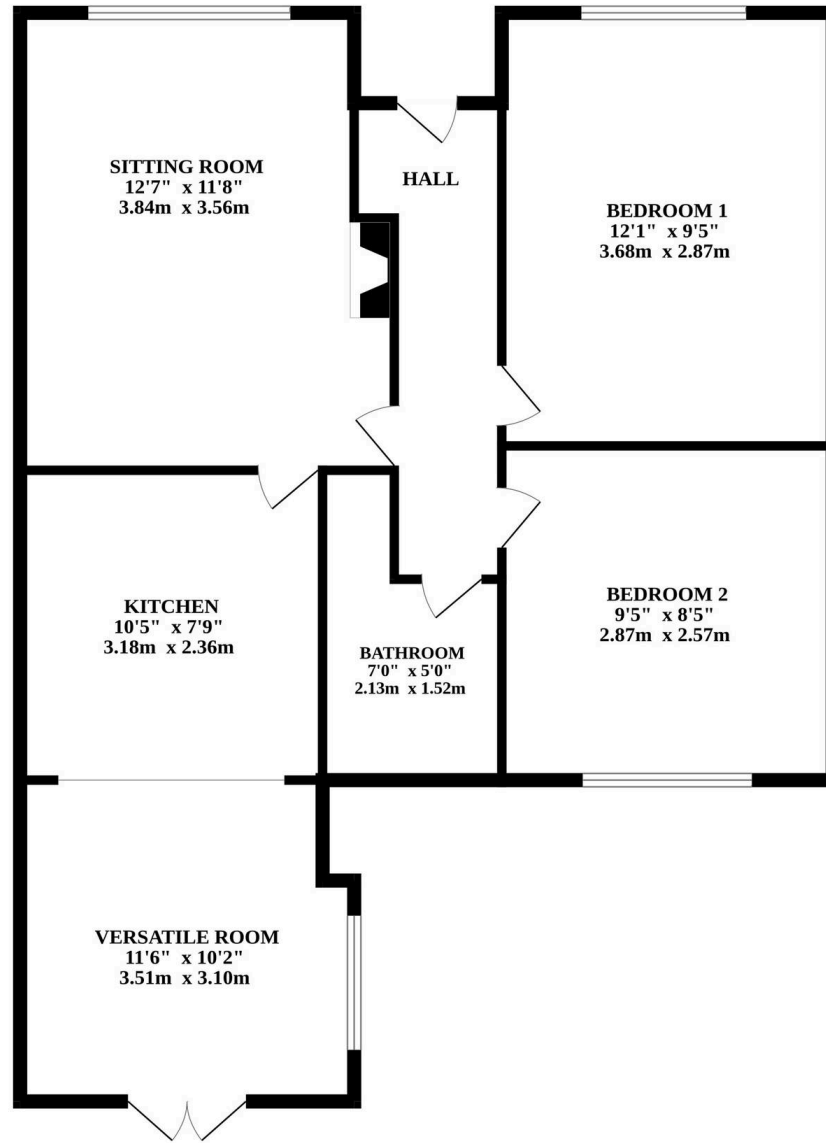 SITTING ROOM
12'7" x 11'8"
3.84m x 3.56m
HALL
BEDROOM 1
12'1" x 9'5"
3.68m x 2.87m
KITCHEN
10'5" x 7'9"
3.18m x 2.36m
BATHROOM
7'0" x 5'0"
2.13m x 1.52m
BEDROOM 2
9'5" x 8'5"
2.87m x 2.57m
VERSATILE ROOM
11'6" x 10'2"
3.51m x 3.10m